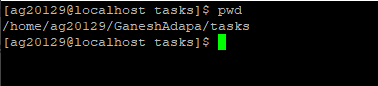 [ag20129@localhost tasks]$ pwd
/home/ag20129/GaneshAdapa/tasks
[ag20129@localhost tasks]$